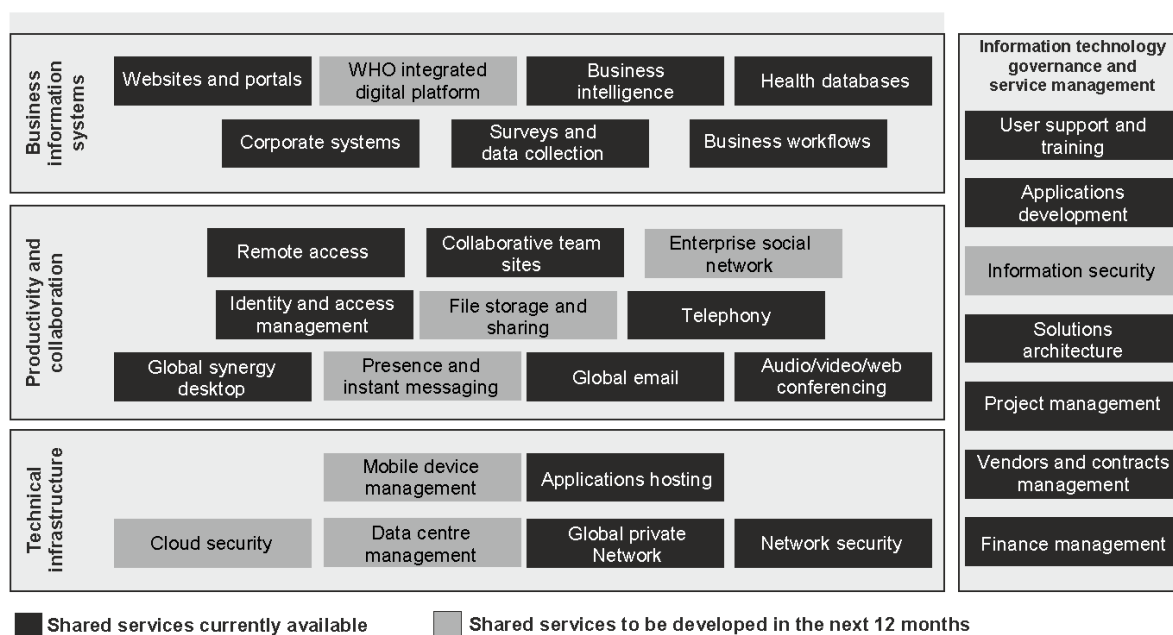 Business
information
systems
Websites and portals
WHO integrated
digital platform
Business
intelligence
Health databases
Corporate systems
Surveys and
data collection
Business workflows
Productivity and
collaboration
Remote access
Collaborative team
sites
Enterprise social
network
Identity and access
management
File storage and
sharing
Telephony
Global synergy
desktop
Presence and
instant messaging
Global email
Audio/video/web
conferencing
Technical
infrastructure
Mobile device
management
Applications hosting
Cloud security
Data centre
management
Global private
Network
Network security
Information technology
governance and
service management
User support and
training
Applications
development
Information security
Solutions
architecture
Project management
Vendors and contracts
management
Finance management
Shared services currently available
Shared services to be developed in the next 12 months